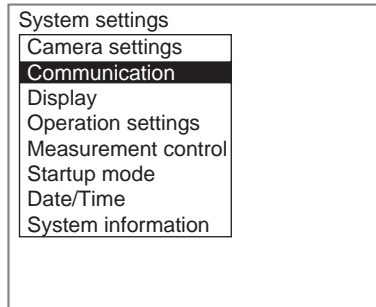 System settings
Camera settings
Communication
Display
Operation settings
Measurement control
Startup mode
Date/Time
System information